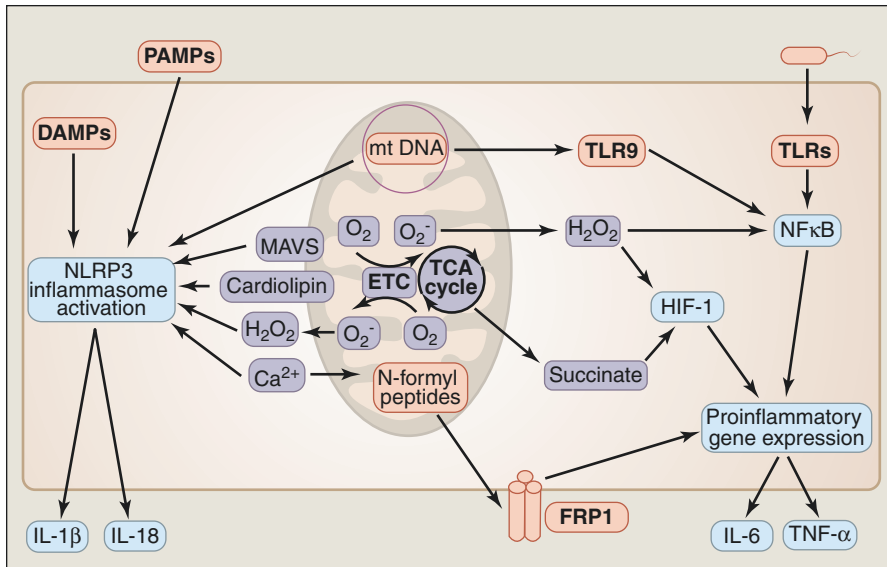 PAMPs
DAMPs
mt DNA
TLR9
TLRs
MAVS
O₂
O₂⁻
H₂O₂
NFκB
NLRP3
inflammasome
activation
Cardiolipin
ETC
TCA
cycle
HIF-1
H₂O₂
O₂⁻
O₂
Ca²⁺
N-formyl
peptides
Succinate
Proinflammatory
gene expression
FRP1
IL-1β
IL-18
IL-6
TNF-α